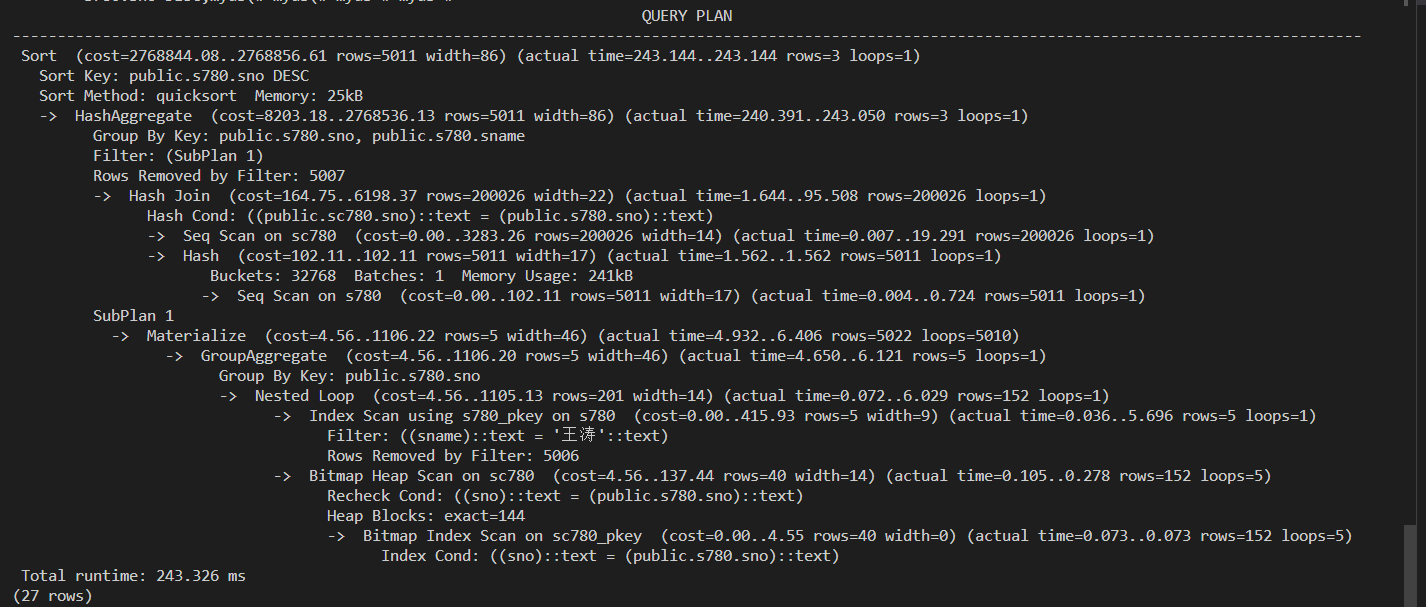 QUERY PLAN
---------------------------------------------------------------------------------------------------------------------------------------------------
Sort  (cost=2768844.08..2768856.61 rows=5011 width=86) (actual time=243.144..243.144 rows=3 loops=1)
Sort Key: public.s780.sno DESC
Sort Method: quicksort  Memory: 25kB
->  HashAggregate  (cost=8203.18..2768536.13 rows=5011 width=86) (actual time=240.391..243.050 rows=3 loops=1)
Group By Key: public.s780.sno, public.s780.sname
Filter: (SubPlan 1)
Rows Removed by Filter: 5007
->  Hash Join  (cost=164.75..6198.37 rows=200026 width=22) (actual time=1.644..95.508 rows=200026 loops=1)
Hash Cond: ((public.sc780.sno)::text = (public.s780.sno)::text)
->  Seq Scan on sc780  (cost=0.00..3283.26 rows=200026 width=14) (actual time=0.007..19.291 rows=200026 loops=1)
->  Hash  (cost=102.11..102.11 rows=5011 width=17) (actual time=1.562..1.562 rows=5011 loops=1)
Buckets: 32768  Batches: 1  Memory Usage: 241kB
->  Seq Scan on s780  (cost=0.00..102.11 rows=5011 width=17) (actual time=0.004..0.724 rows=5011 loops=1)
SubPlan 1
->  Materialize  (cost=4.56..1106.22 rows=5 width=46) (actual time=4.932..6.406 rows=5022 loops=5010)
->  GroupAggregate  (cost=4.56..1106.20 rows=5 width=46) (actual time=4.650..6.121 rows=5 loops=1)
Group By Key: public.s780.sno
->  Nested Loop  (cost=4.56..1105.13 rows=201 width=14) (actual time=0.072..6.029 rows=152 loops=1)
->  Index Scan using s780_pkey on s780  (cost=0.00..415.93 rows=5 width=9) (actual time=0.036..5.696 rows=5 loops=1)
Filter: ((sname)::text = '王涛'::text)
Rows Removed by Filter: 5006
->  Bitmap Heap Scan on sc780  (cost=4.56..137.44 rows=40 width=14) (actual time=0.105..0.278 rows=152 loops=5)
Recheck Cond: ((sno)::text = (public.s780.sno)::text)
Heap Blocks: exact=144
->  Bitmap Index Scan on sc780_pkey  (cost=0.00..4.55 rows=40 width=0) (actual time=0.073..0.073 rows=152 loops=5)
Index Cond: ((sno)::text = (public.s780.sno)::text)
Total runtime: 243.326 ms
(27 rows)